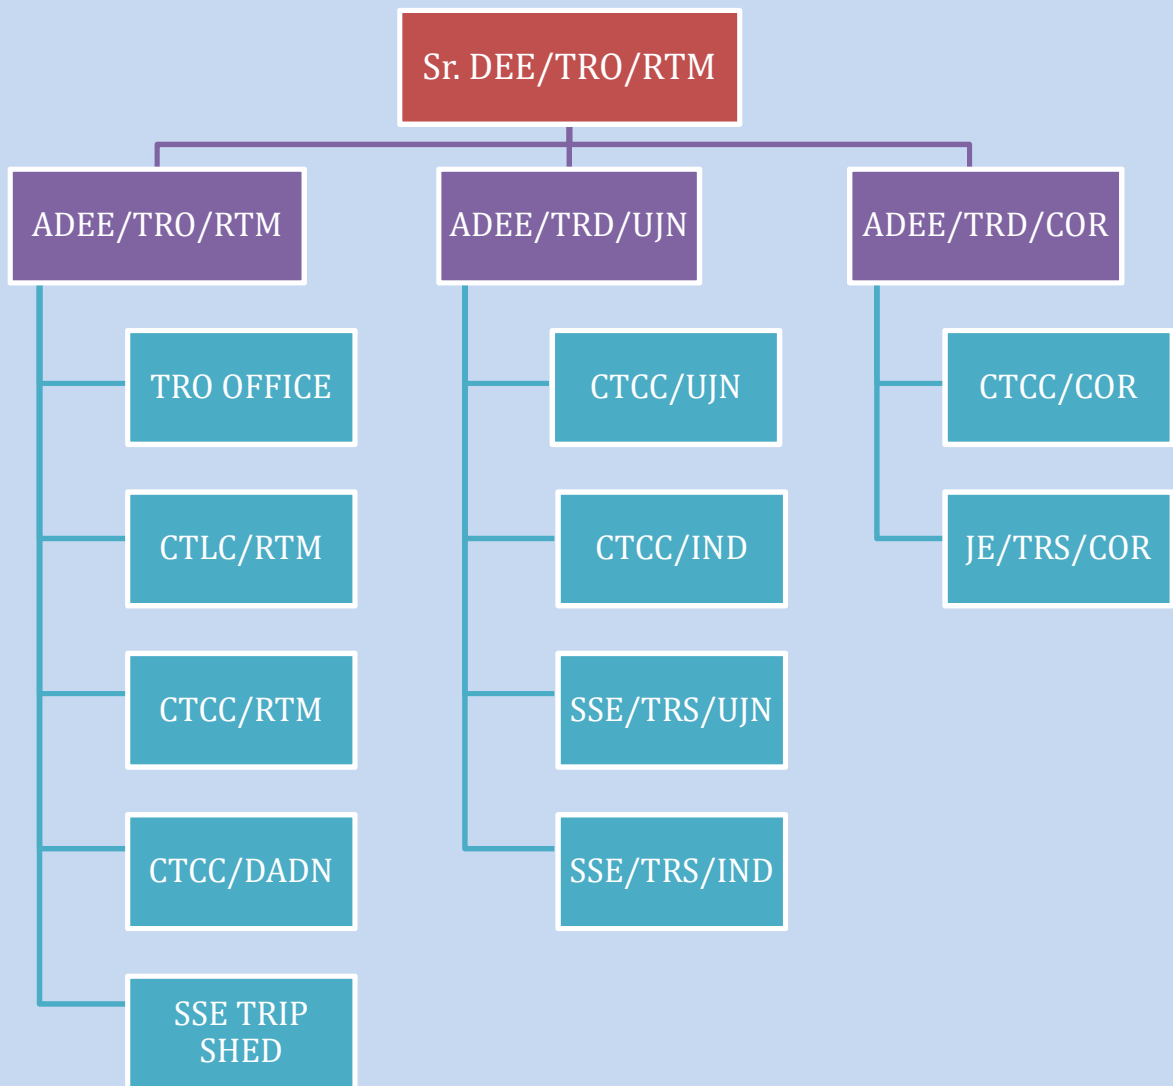 Sr. DEE/TRO/RTM
ADEE/TRO/RTM
ADEE/TRD/UJN
ADEE/TRD/COR
TRO OFFICE
CTCC/UJN
CTCC/COR
CTLC/RTM
CTCC/IND
JE/TRS/COR
CTCC/RTM
SSE/TRS/UJN
CTCC/DADN
SSE/TRS/IND
SSE TRIP
SHED